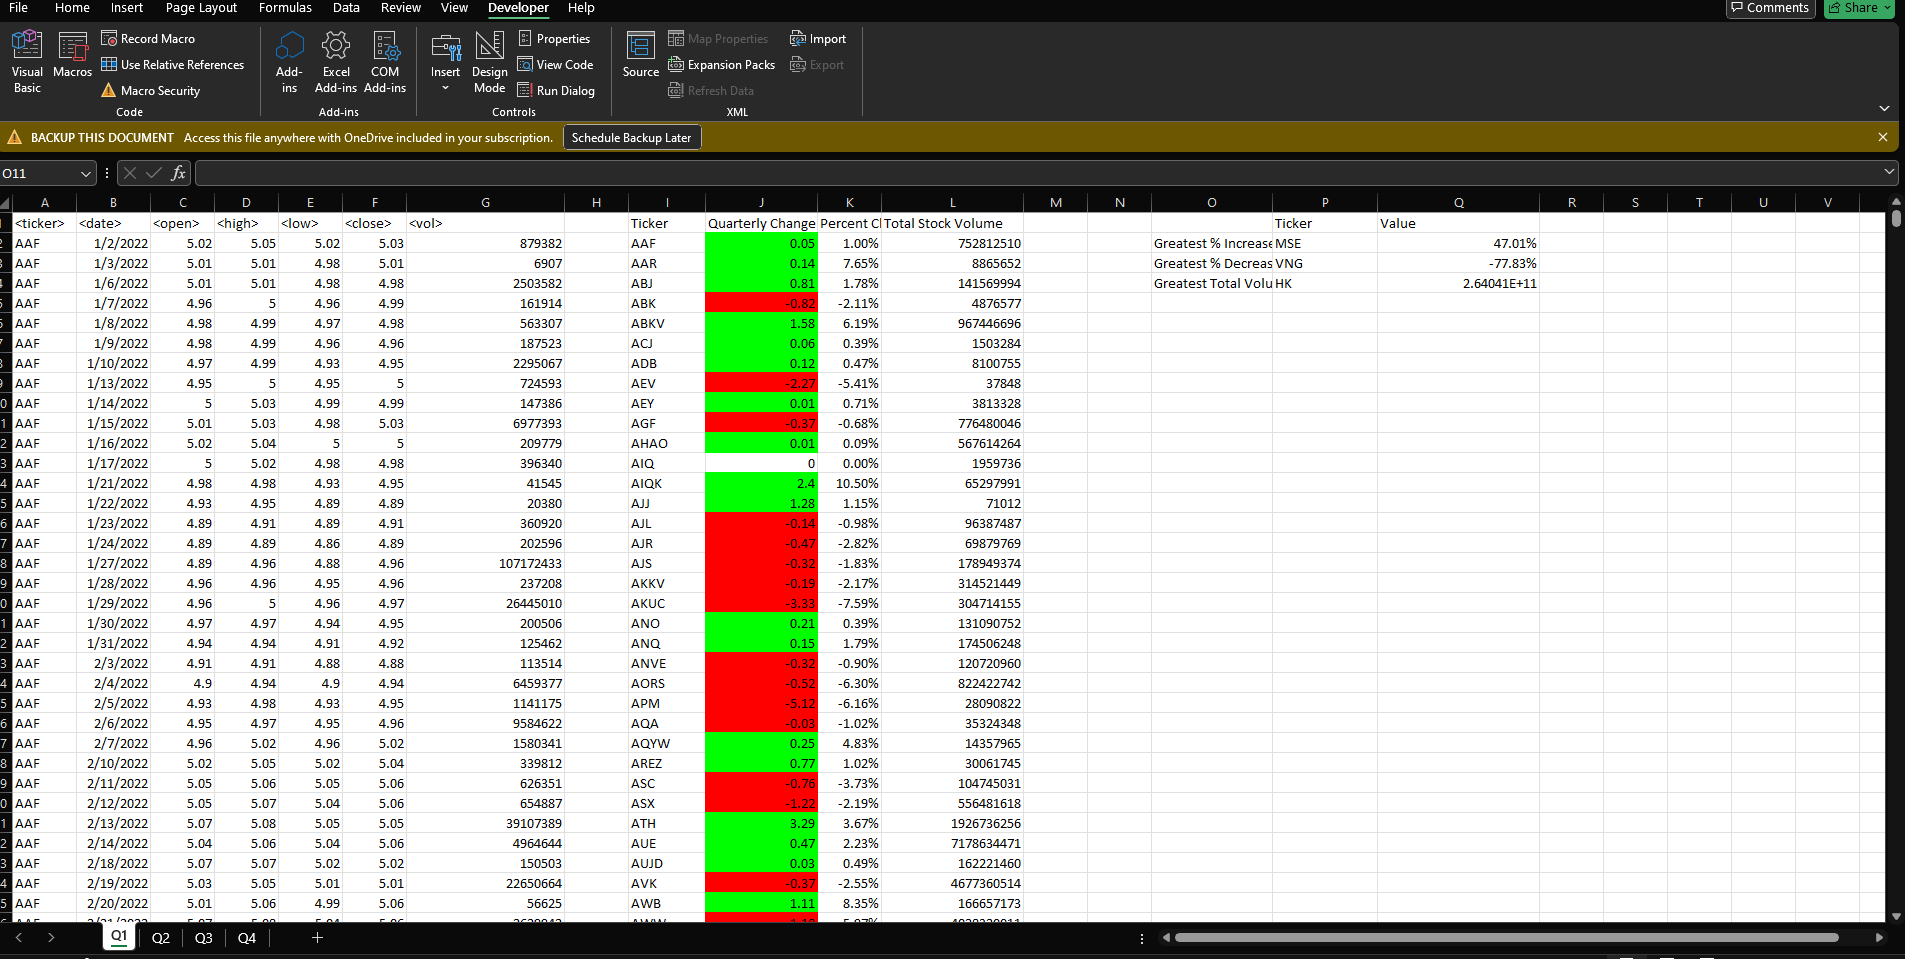 File Home Insert Page Layout Formulas Data Review View Developer Help Comments Share
Record Macro Properties Map Properties Import
Use Relative References View Code Expansion Packs Export
Visual Basic Macros Add-ins Excel Add-ins COM Add-ins Insert Design Mode Source
Macro Security Run Dialog Refresh Data
Code Add-ins Controls XML
BACKUP THIS DOCUMENT Access this file anywhere with OneDrive included in your subscription. Schedule Backup Later
O11 fx
A B C D E F G H I J K L M N O P Q R S T U V
<ticker> <date> <open> <high> <low> <close> <vol> Ticker Quarterly Change Percent Cl Total Stock Volume Ticker Value
2 AAF 1/2/2022 5.02 5.05 5.02 5.03 879382 AAF 0.05 1.00% 752812510 Greatest % Increase MSE 47.01%
3 AAF 1/3/2022 5.01 5.01 4.98 5.01 6907 AAR 0.14 7.65% 8865652 Greatest % Decreas VNG -77.83%
4 AAF 1/6/2022 5.01 5.01 4.98 4.98 2503582 ABJ 0.81 1.78% 141569994 Greatest Total Volu HK 2.64041E+11
5 AAF 1/7/2022 4.96 5 4.96 4.99 161914 ABK -0.82 -2.11% 4876577
6 AAF 1/8/2022 4.98 4.99 4.97 4.98 563307 ABKV 1.58 6.19% 967446696
7 AAF 1/9/2022 4.98 4.99 4.96 4.96 187523 ACJ 0.06 0.39% 1503284
8 AAF 1/10/2022 4.97 4.99 4.93 4.95 2295067 ADB 0.12 0.47% 8100755
9 AAF 1/13/2022 4.95 5 4.95 5 724593 AEV -2.27 -5.41% 37848
0 AAF 1/14/2022 5 5.03 4.99 4.99 147386 AEY 0.01 0.71% 3813328
1 AAF 1/15/2022 5.01 5.03 4.98 5.03 6977393 AGF -0.37 -0.68% 776480046
2 AAF 1/16/2022 5.02 5.04 5 5 209779 AHAO 0.01 0.09% 567614264
3 AAF 1/17/2022 5 5.02 4.98 4.98 396340 AIQ 0 0.00% 1959736
4 AAF 1/21/2022 4.98 4.98 4.93 4.95 41545 AIQK 2.4 10.50% 65297991
5 AAF 1/22/2022 4.93 4.95 4.89 4.89 20380 AJJ 1.28 1.15% 71012
6 AAF 1/23/2022 4.89 4.91 4.89 4.91 360920 AJL -0.14 -0.98% 96387487
7 AAF 1/24/2022 4.89 4.89 4.86 4.89 202596 AJR -0.47 -2.82% 69879769
8 AAF 1/27/2022 4.89 4.96 4.88 4.96 107172433 AJS -0.32 -1.83% 178949374
9 AAF 1/28/2022 4.96 4.96 4.95 4.96 237208 AKKV -0.19 -2.17% 314521449
0 AAF 1/29/2022 4.96 5 4.96 4.97 26445010 AKUC -3.33 -7.59% 304714155
1 AAF 1/30/2022 4.97 4.97 4.94 4.95 200506 ANO 0.21 0.39% 131090752
2 AAF 1/31/2022 4.94 4.94 4.91 4.92 125462 ANQ 0.15 1.79% 174506248
3 AAF 2/3/2022 4.91 4.91 4.88 4.88 113514 ANVE -0.32 -0.90% 120720960
4 AAF 2/4/2022 4.9 4.94 4.9 4.94 6459377 AORS -0.52 -6.30% 822422742
5 AAF 2/5/2022 4.93 4.98 4.93 4.95 1141175 APM -5.12 -6.16% 28090822
6 AAF 2/6/2022 4.95 4.97 4.95 4.96 9584622 AQA -0.03 -1.02% 35324348
7 AAF 2/7/2022 4.96 5.02 4.96 5.02 1580341 AQYW 0.25 4.83% 14357965
8 AAF 2/10/2022 5.02 5.05 5.02 5.04 339812 AREZ 0.77 1.02% 30061745
9 AAF 2/11/2022 5.05 5.06 5.05 5.06 626351 ASC -0.76 -3.73% 104745031
0 AAF 2/12/2022 5.05 5.07 5.04 5.06 654887 ASX -1.22 -2.19% 556481618
1 AAF 2/13/2022 5.07 5.08 5.05 5.05 39107389 ATH 3.29 3.67% 1926736256
2 AAF 2/14/2022 5.04 5.06 5.04 5.06 4964644 AUE 0.47 2.23% 7178634471
3 AAF 2/18/2022 5.07 5.07 5.02 5.02 150503 AUJD 0.03 0.49% 162221460
4 AAF 2/19/2022 5.03 5.05 5.01 5.01 22650664 AVK -0.37 -2.55% 4677360514
5 AAF 2/20/2022 5.01 5.06 4.99 5.06 56625 AWB 1.11 8.35% 166657173
Q1 Q2 Q3 Q4